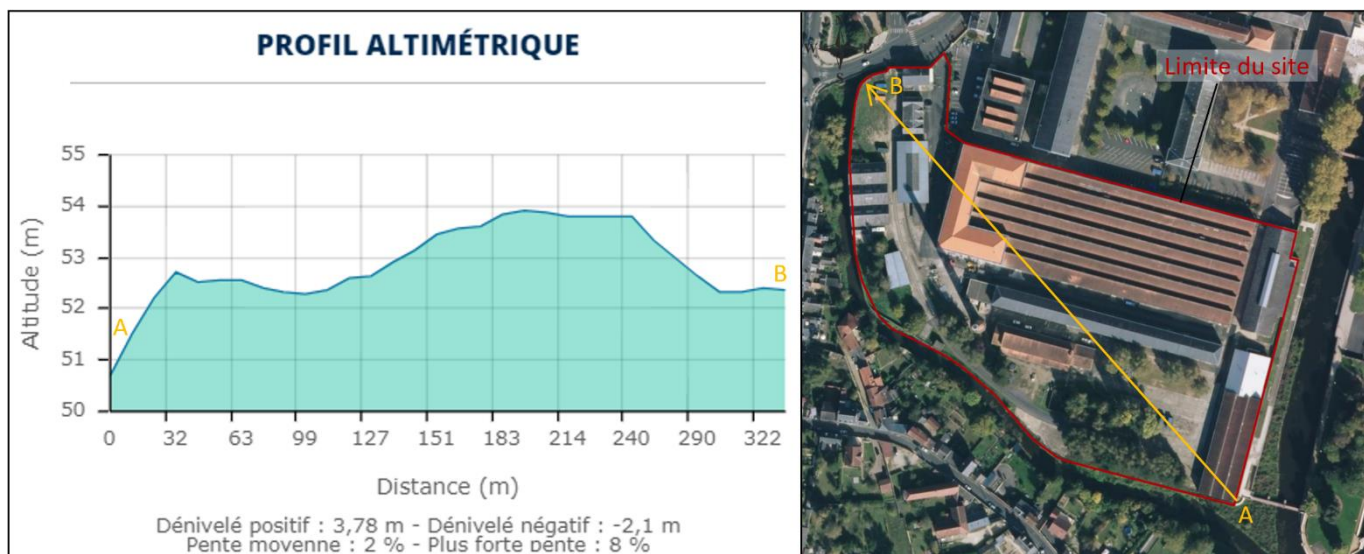 PROFIL ALTIMÉTRIQUE
55
54
53
52
51
50
Altitude (m)
A
B
0 32 63 99 127 151 183 214 240 290 322
Distance (m)
Dénivelé positif : 3,78 m - Dénivelé négatif : -2,1 m
Pente moyenne : 2 % - Plus forte pente : 8 %
Limite du site
B
A